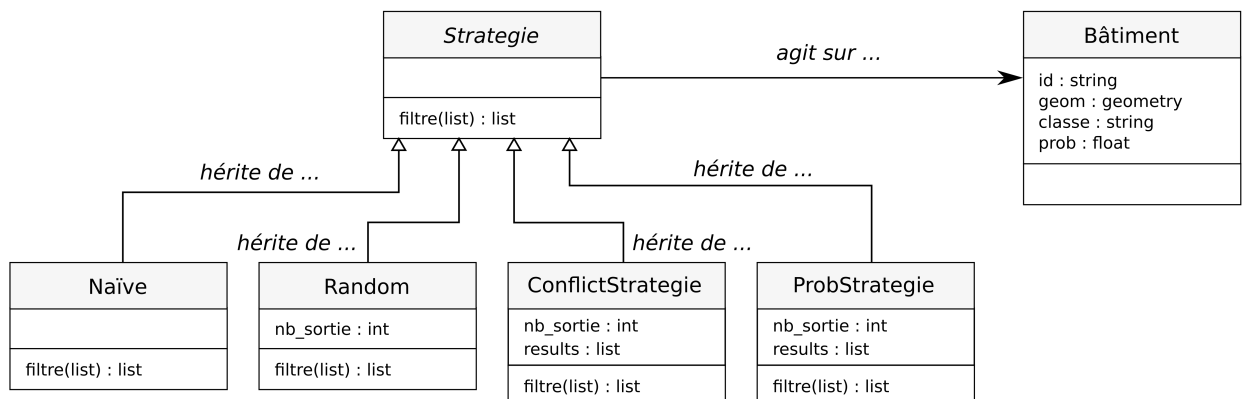 Strategie
filtre(list) : list
agit sur ...
Bâtiment
id : string
geom : geometry
classe : string
prob : float
hérite de ...
hérite de ...
hérite de ...
hérite de ...
Naïve
filtre(list) : list
Random
nb_sortie : int
filtre(list) : list
ConflictStrategie
nb_sortie : int
results : list
filtre(list) : list
ProbStrategie
nb_sortie : int
results : list
filtre(list) : list